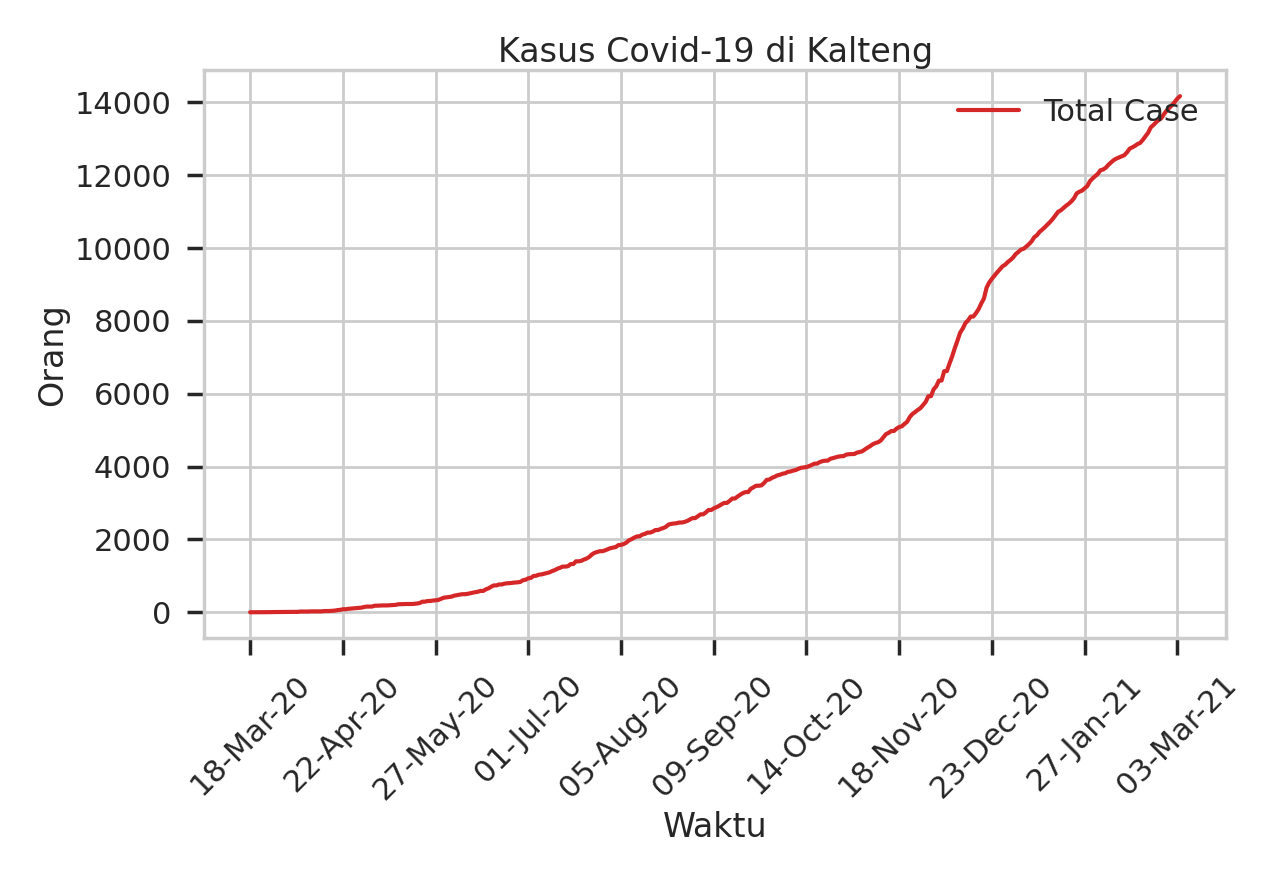 Kasus Covid-19 di Kalteng
Total Case
14000
12000
10000
8000
6000
4000
2000
0
Orang
18-Mar-20
22-Apr-20
27-May-20
01-Jul-20
05-Aug-20
09-Sep-20
14-Oct-20
18-Nov-20
23-Dec-20
27-Jan-21
03-Mar-21
Waktu